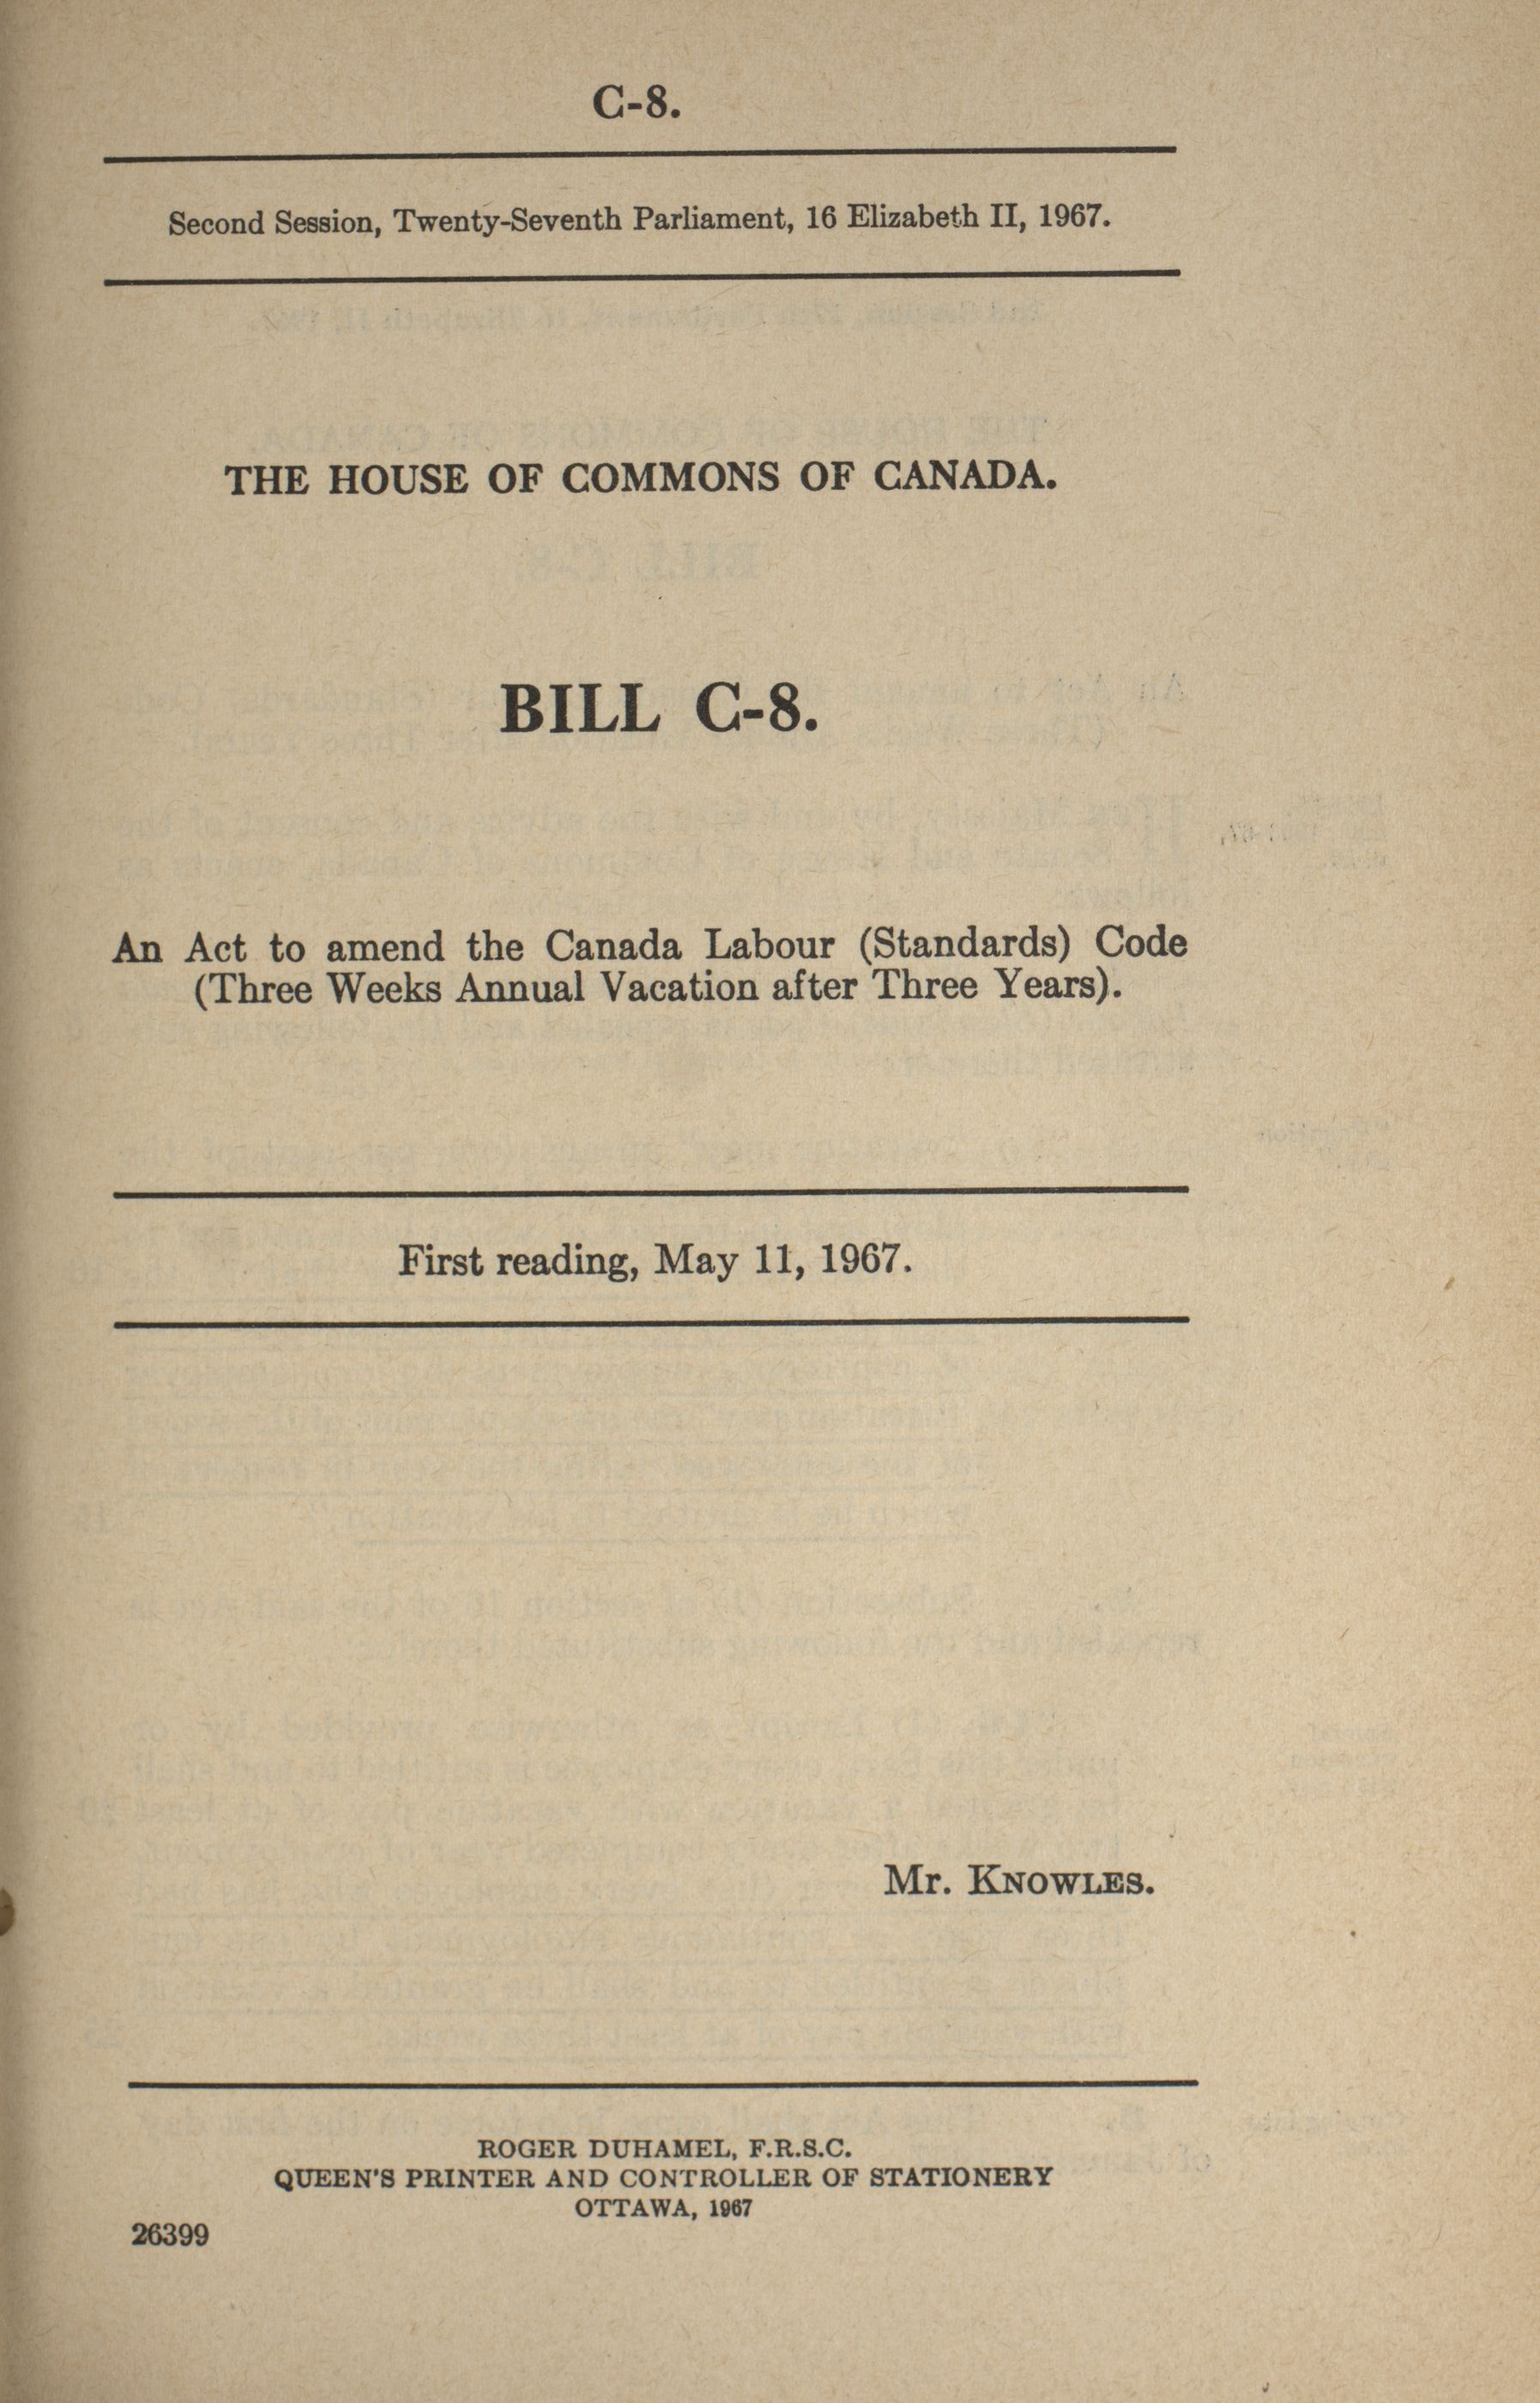 C-8.
Second Session, Twenty-Seventh Parliament, 16 Elizabeth II, 1967.
THE HOUSE OF COMMONS OF CANADA.
BILL C-8.
An Act to amend the Canada Labour (Standards) Code
(Three Weeks Annual Vacation after Three Years).
First reading, May 11, 1967.
Mr. KNOWLES.
ROGER DUHAMEL, F.R.S.C.
QUEEN'S PRINTER AND CONTROLLER OF STATIONERY
OTTAWA, 1967
26399